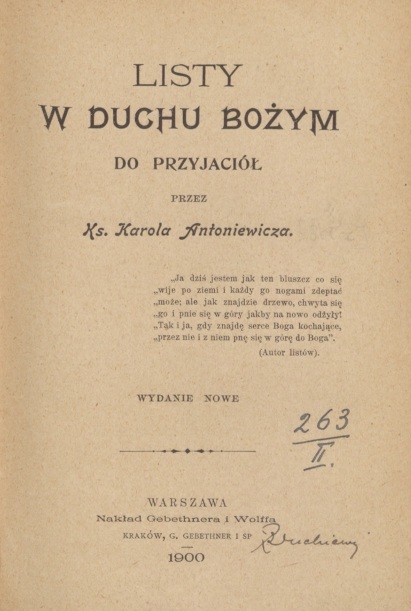 LISTY
W DUCHU BOŻYM
DO PRZYJACIÓŁ
PRZEZ
Ks. Karola Antoniewicza.
„Ja dziś jestem jak ten bluszcz co się
„wije po ziemi i każdy go nogami zdeptać
„może; ale jak znajdzie drzewo, chwyta się
„go i pnie się w góry jakby na nowo odżyły!
„Tak i ja, gdy znajdę serce Boga kochające,
„przez nie i z niem pnę się w górę do Boga”.
(Autor listów).
WYDANIE NOWE
263
II.
WARSZAWA
Nakład Gebethnera i Wolffa
KRAKÓW, G. GEBETHNER I SP
1900